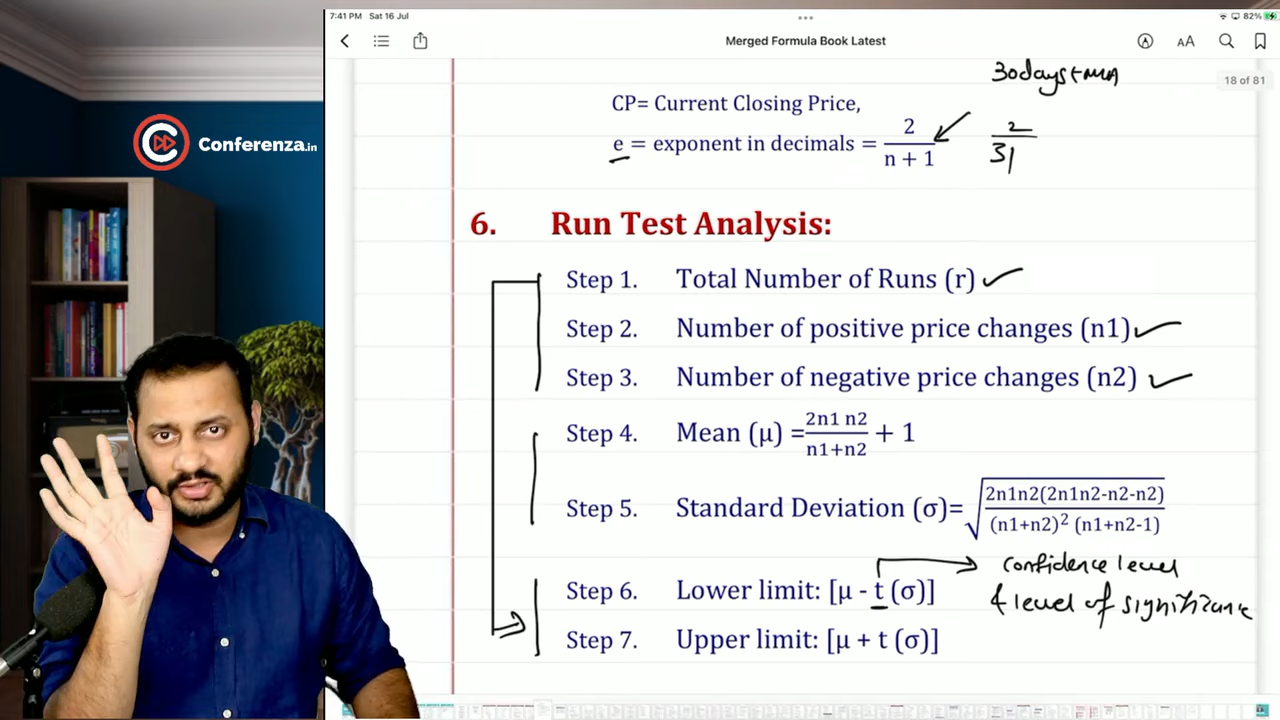 7:41 PM Sat 16 Jul
82%
Merged Formula Book Latest
AA
18 of 81
Conferenza.in
30days EMA
CP= Current Closing Price,
e = exponent in decimals = 2 / n + 1
2 / 31
6. Run Test Analysis:
Step 1. Total Number of Runs (r)
Step 2. Number of positive price changes (n1)
Step 3. Number of negative price changes (n2)
Step 4. Mean (μ) = 2n1 n2 / n1+n2 + 1
Step 5. Standard Deviation (σ)= √ 2n1n2(2n1n2-n2-n2) / (n1+n2)² (n1+n2-1)
confidence level
Step 6. Lower limit: [μ - t (σ)]
& level of significance
Step 7. Upper limit: [μ + t (σ)]